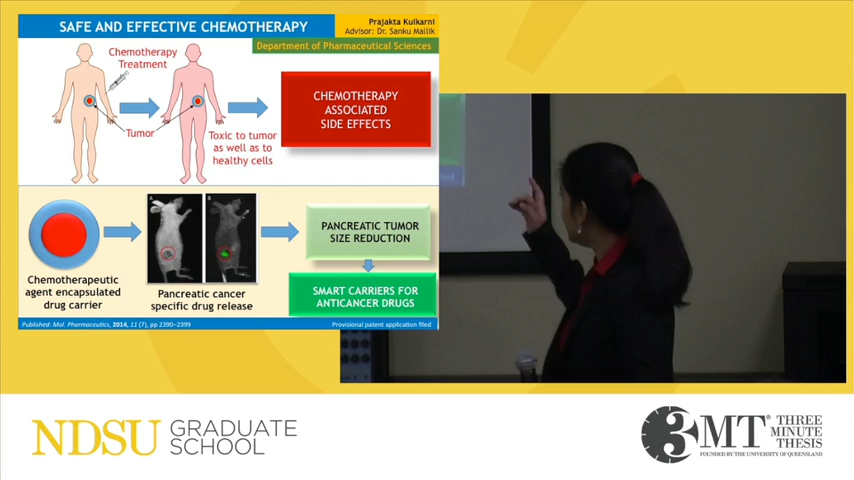 SAFE AND EFFECTIVE CHEMOTHERAPY
Prajakta Kulkarni
Advisor: Dr. Sanku Mallik
Department of Pharmaceutical Sciences
Chemotherapy
Treatment
Tumor
Toxic to tumor
as well as to
healthy cells
CHEMOTHERAPY
ASSOCIATED
SIDE EFFECTS
Chemotherapeutic
agent encapsulated
drug carrier
A
B
Pancreatic cancer
specific drug release
PANCREATIC TUMOR
SIZE REDUCTION
SMART CARRIERS FOR
ANTICANCER DRUGS
Published: Mol. Pharmaceutics, 2014, 11 (7), pp 2390–2399
Provisional patent application filed
filed
NDSU GRADUATE
SCHOOL
3MT® THREE
MINUTE
THESIS
FOUNDED BY THE UNIVERSITY OF QUEENSLAND